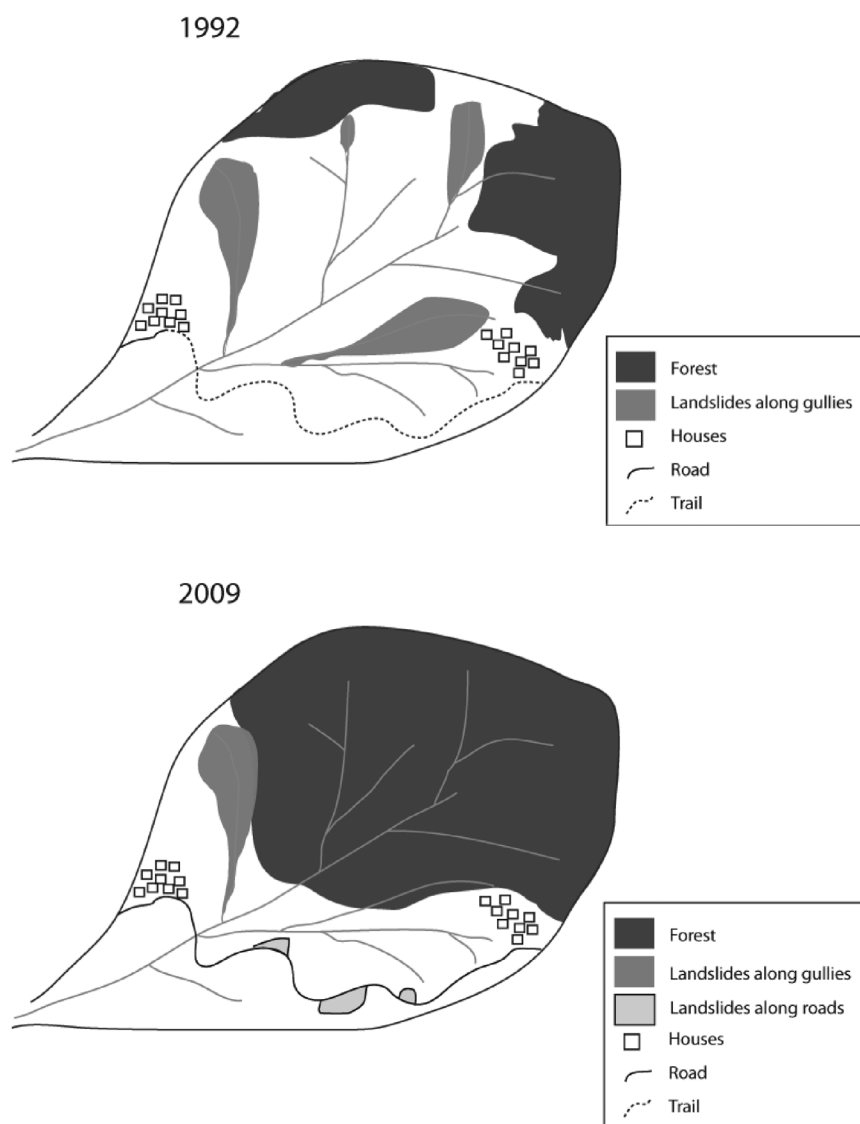 1992
Forest
Landslides along gullies
Houses
Road
Trail
2009
Forest
Landslides along gullies
Landslides along roads
Houses
Road
Trail